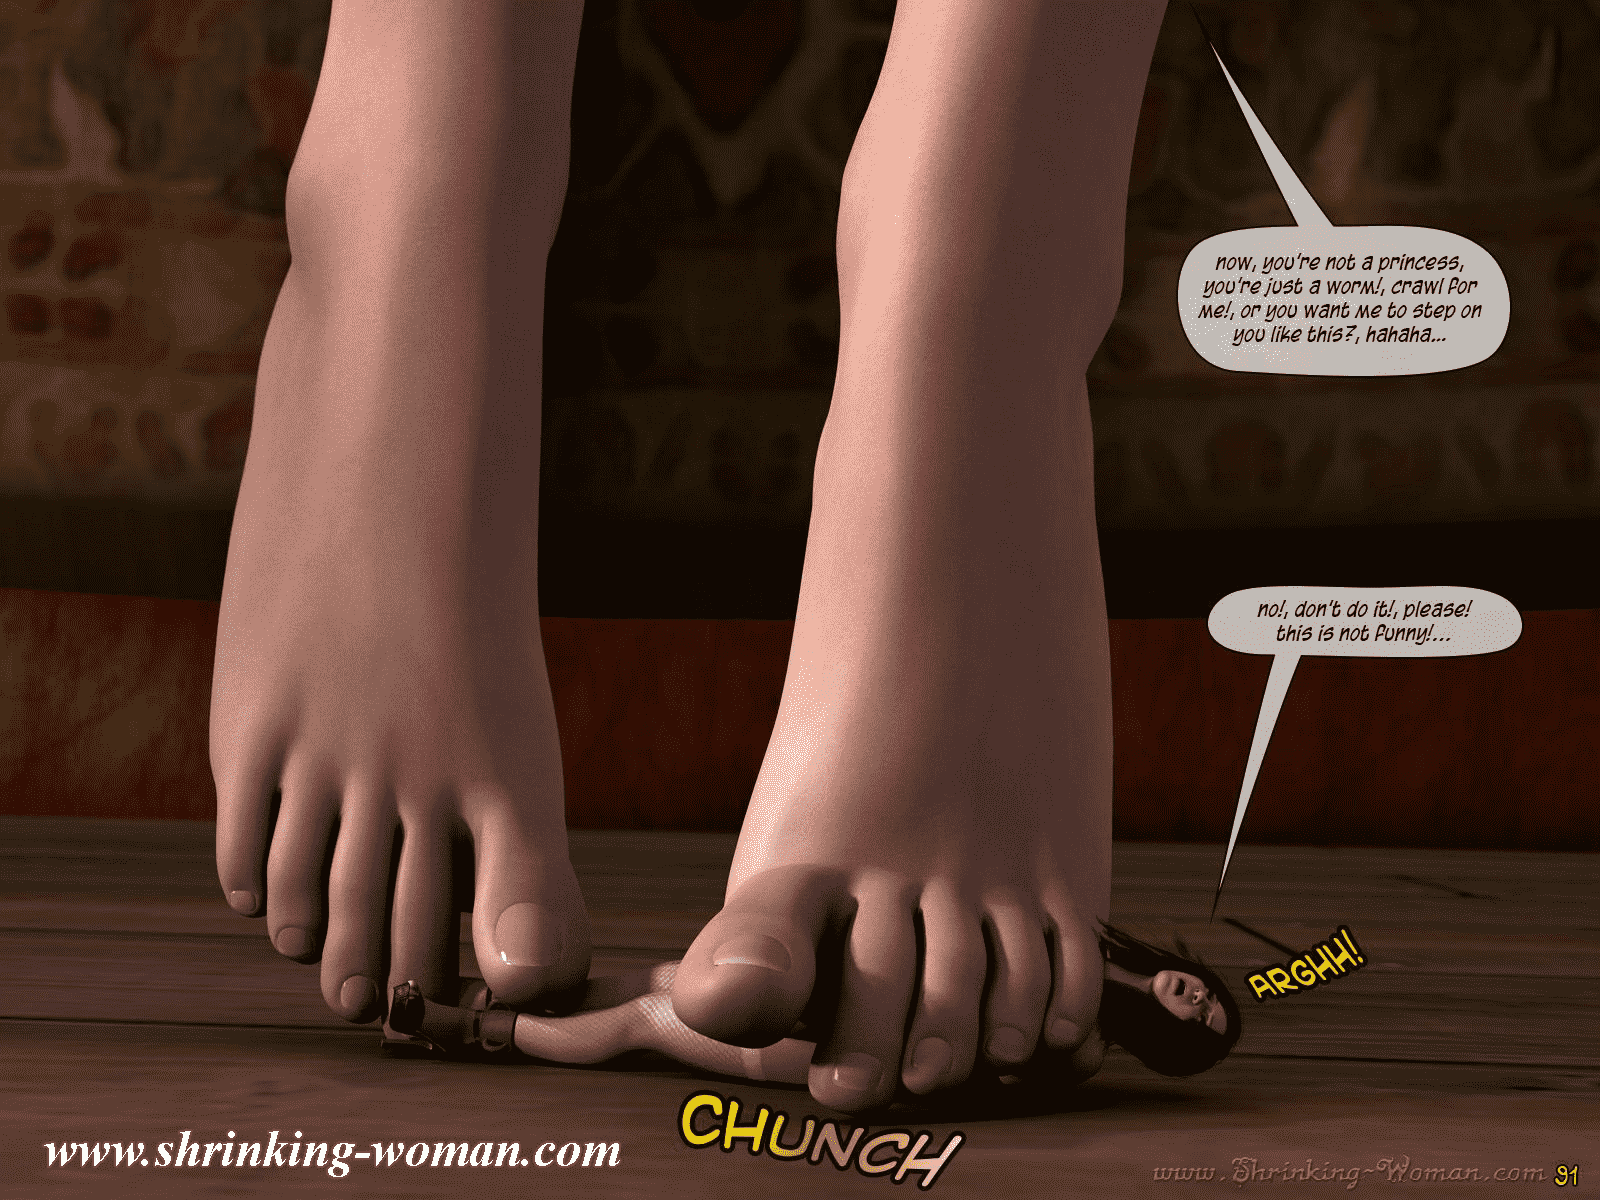 now, you're not a princess,
you're just a worm!, crawl for
me!, or you want me to step on
you like this?, hahaha...
no!, don't do it!, please!
this is not funny!...
ARGHH!
CHUNCH
www.shrinking-woman.com
www.Shrinking-Woman.com 91